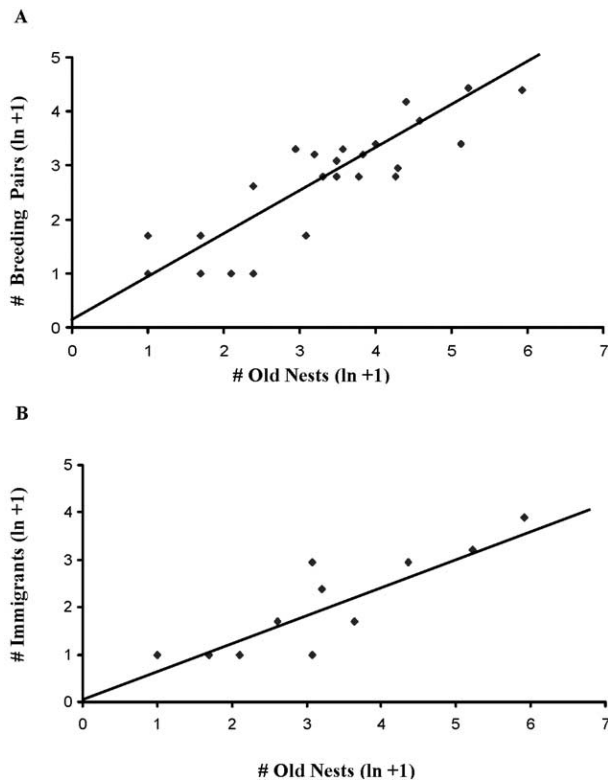 A
# Breeding Pairs (ln +1)
5
4
3
2
1
0
0 1 2 3 4 5 6 7
# Old Nests (ln +1)
B
# Immigrants (ln +1)
5
4
3
2
1
0
0 1 2 3 4 5 6 7
# Old Nests (ln +1)